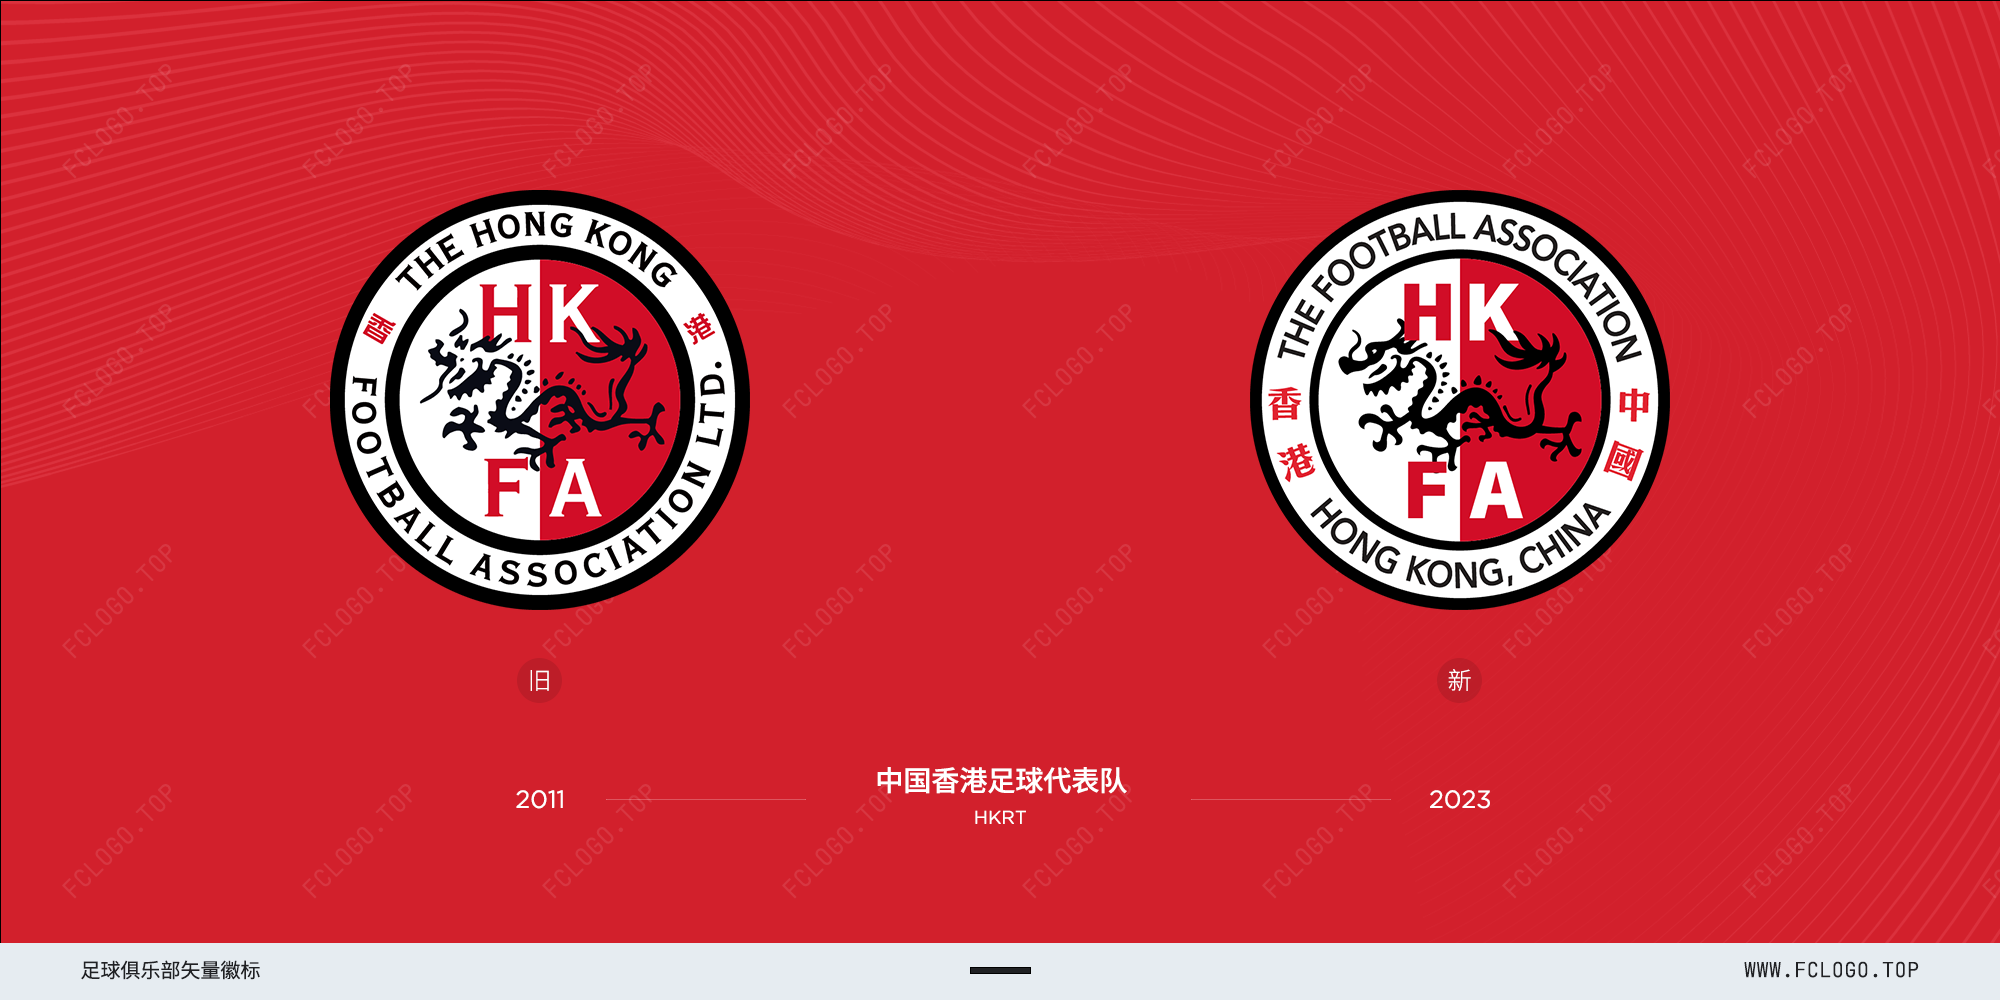 THE HONG KONG
香 港
FOOTBALL ASSOCIATION LTD.
HK
FA
THE FOOTBALL ASSOCIATION
香港
中國
HONG KONG, CHINA
HK
FA
旧
新
2011
中国香港足球代表队
HKRT
2023
足球俱乐部矢量徽标
WWW.FCLOGO.TOP
FCLOGO.TOP